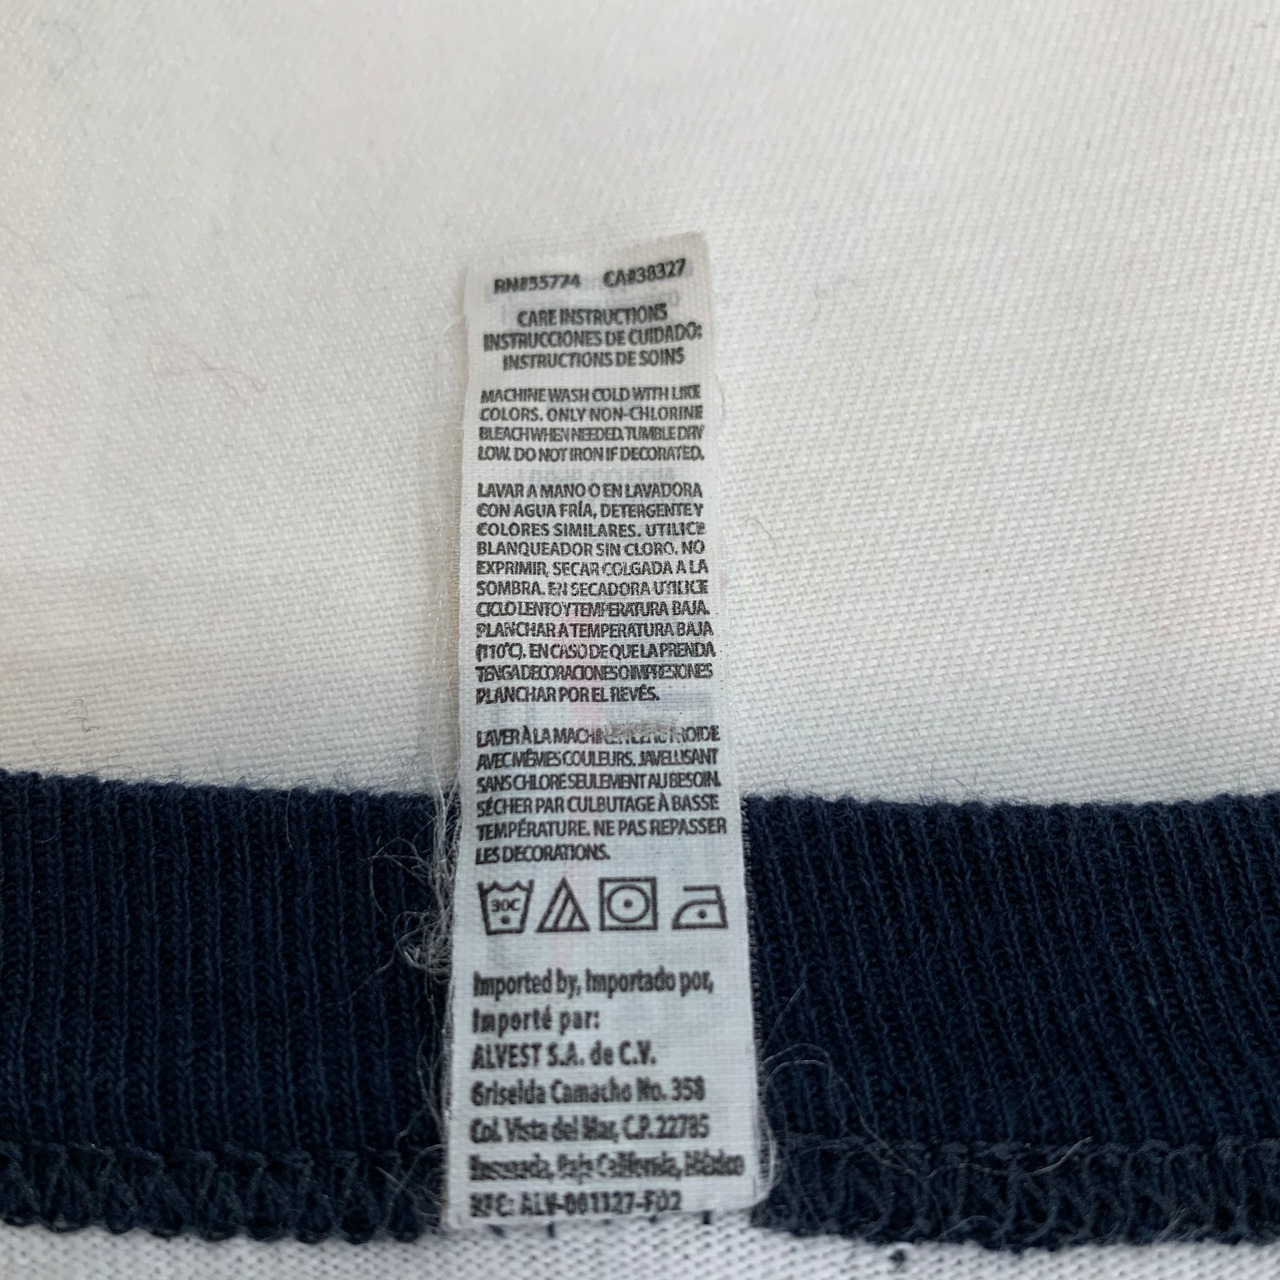 RN#55774 CA#38327
CARE INSTRUCTIONS
INSTRUCCIONES DE CUIDADO:
INSTRUCTIONS DE SOINS
MACHINE WASH COLD WITH LIKE
COLORS. ONLY NON-CHLORINE
BLEACH WHEN NEEDED. TUMBLE DRY
LOW. DO NOT IRON IF DECORATED.
LAVAR A MANO O EN LAVADORA
CON AGUA FRÍA, DETERGENTE Y
COLORES SIMILARES. UTILICE
BLANQUEADOR SIN CLORO. NO
EXPRIMIR, SECAR COLGADA A LA
SOMBRA. EN SECADORA UTILICE
CICLO LENTO Y TEMPERATURA BAJA.
PLANCHAR A TEMPERATURA BAJA
(110°C). EN CASO DE QUE LA PRENDA
TENGA DECORACIONES O IMPRESIONES
PLANCHAR POR EL REVÉS.
LAVER À LA MACHINE
AVEC MÊMES COULEURS. JAVELLISANT
SANS CHLORE SEULEMENT AU BESOIN.
SÉCHER PAR CULBUTAGE À BASSE
TEMPÉRATURE. NE PAS REPASSER
LES DECORATIONS.
30C
Imported by, Importado por,
Importé par:
ALVEST S.A. de C.V.
Griselda Camacho No. 358
Col. Vista del Mar, C.P. 22785
Ensenada, Baja California, México
RFC: ALV-001127-F02